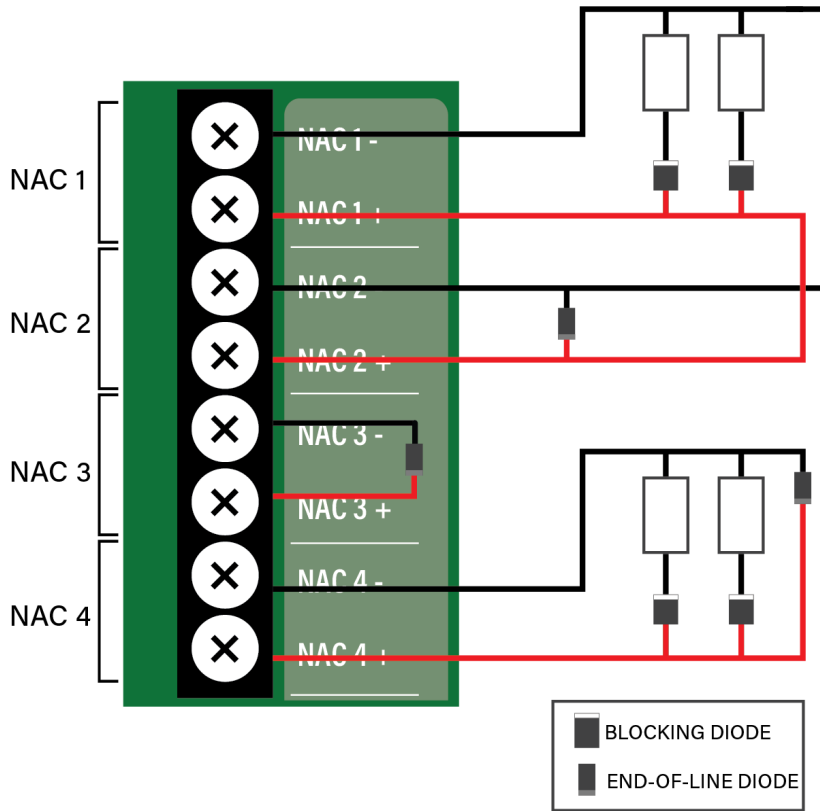 NAC 1
NAC 2
NAC 3
NAC 4
NAC 1 -
NAC 1 +
NAC 2
NAC 2 +
NAC 3 -
NAC 3 +
NAC 4 -
NAC 4 +
BLOCKING DIODE
END-OF-LINE DIODE